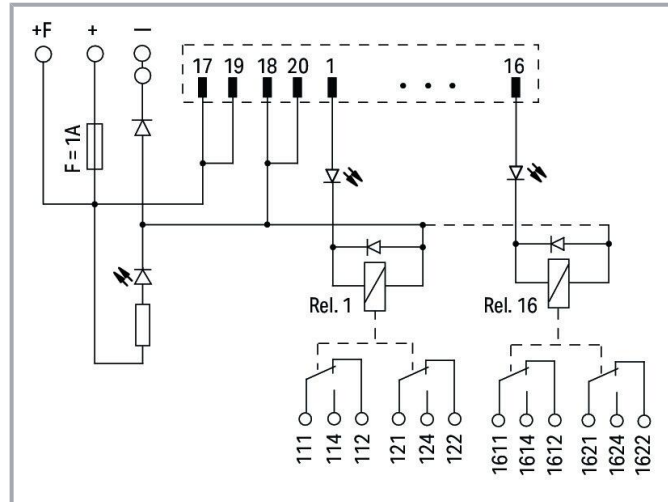 +F + —
17 19 18 20 1 • • • 16
F = 1A
Rel. 1 Rel. 16
111 114 112 121 124 122 1611 1614 1612 1621 1624 1622